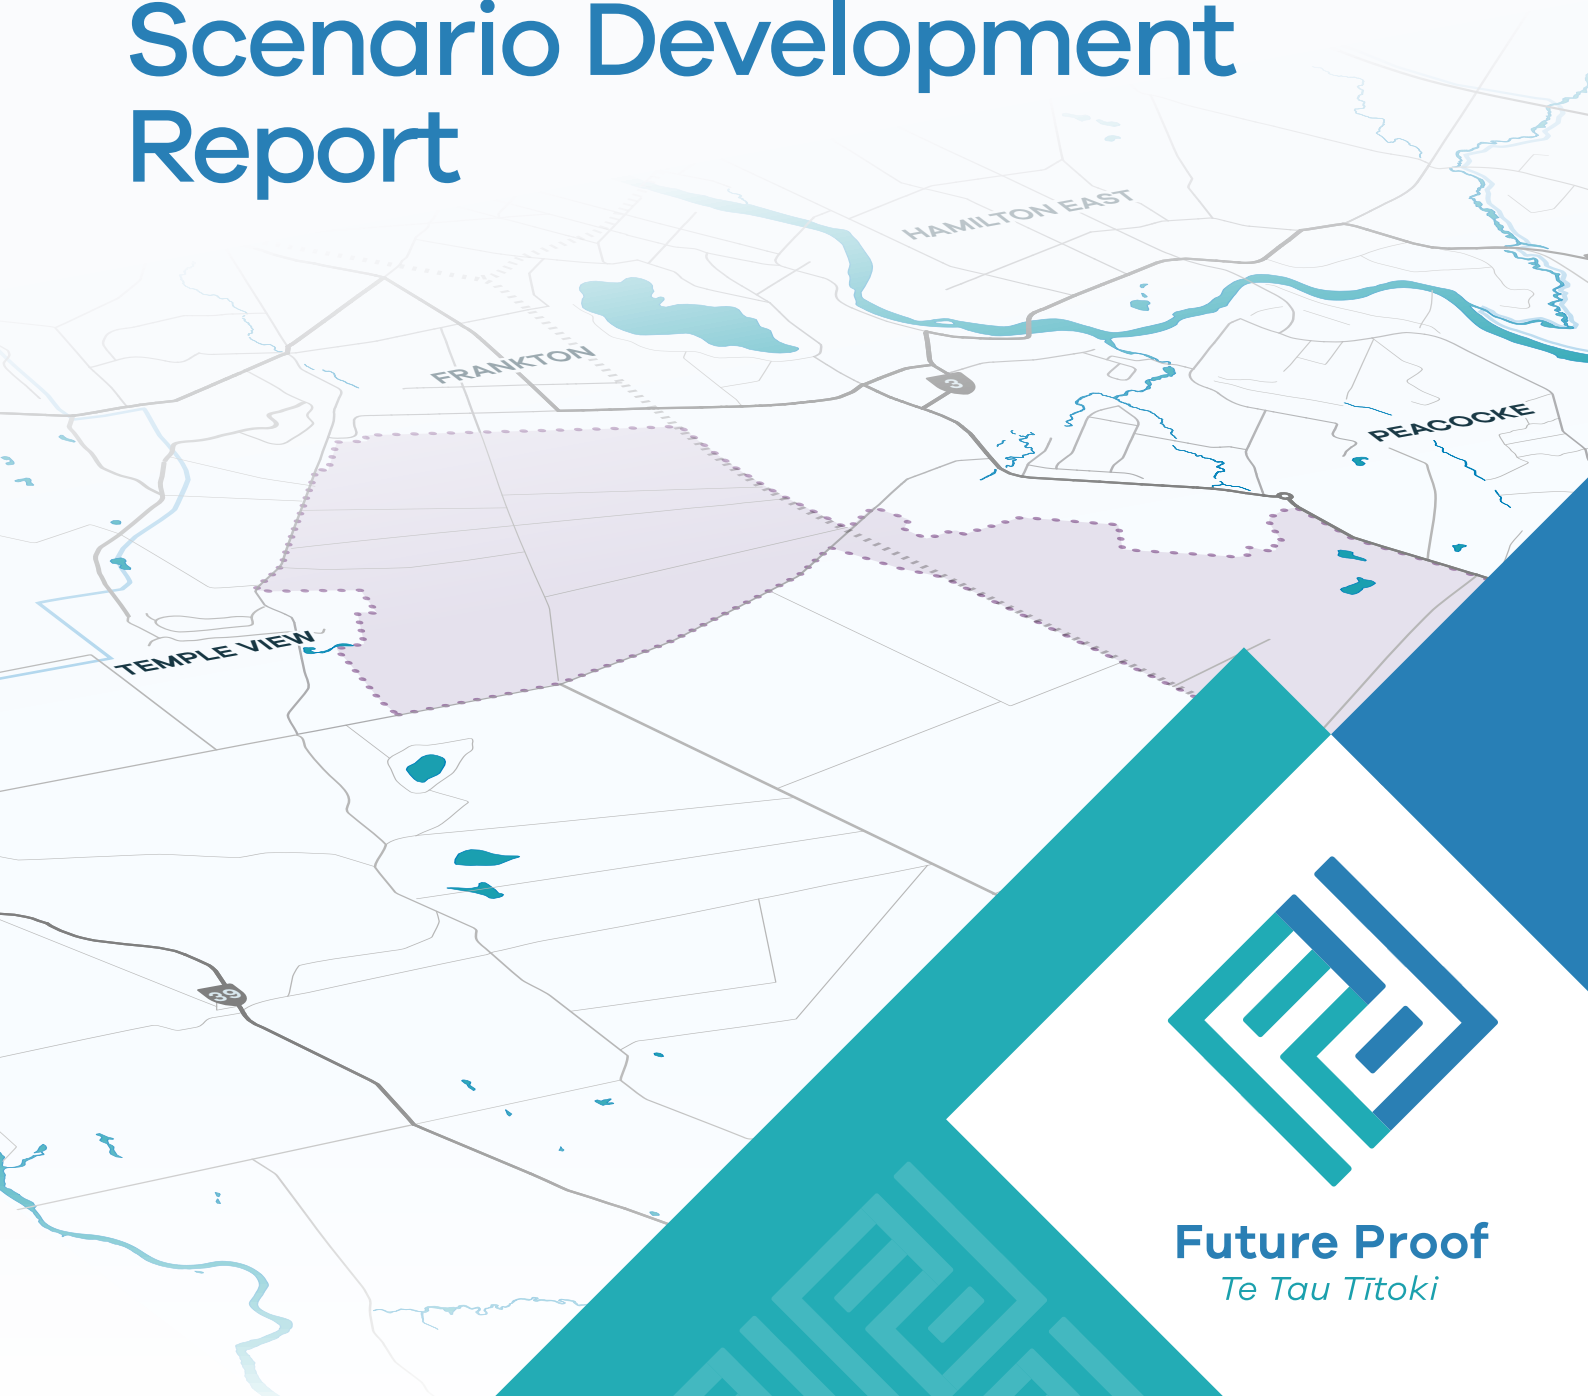 Scenario Development
Report
HAMILTON EAST
FRANKTON
3
PEACOCKE
TEMPLE VIEW
39
Future Proof
Te Tau Tītoki